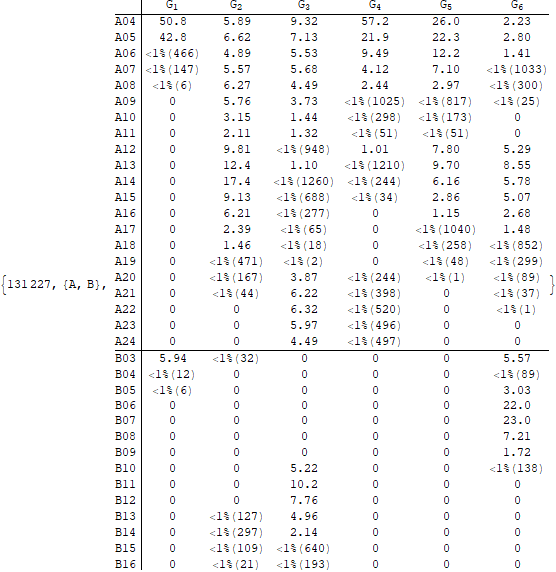 G1 G2 G3 G4 G5 G6
A04 50.8 5.89 9.32 57.2 26.0 2.23
A05 42.8 6.62 7.13 21.9 22.3 2.80
A06 <1%(466) 4.89 5.53 9.49 12.2 1.41
A07 <1%(147) 5.57 5.68 4.12 7.10 <1%(1033)
A08 <1%(6) 6.27 4.49 2.44 2.97 <1%(300)
A09 0 5.76 3.73 <1%(1025) <1%(817) <1%(25)
A10 0 3.15 1.44 <1%(298) <1%(173) 0
A11 0 2.11 1.32 <1%(51) <1%(51) 0
A12 0 9.81 <1%(948) 1.01 7.80 5.29
A13 0 12.4 1.10 <1%(1210) 9.70 8.55
A14 0 17.4 <1%(1260) <1%(244) 6.16 5.78
A15 0 9.13 <1%(688) <1%(34) 2.86 5.07
A16 0 6.21 <1%(277) 0 1.15 2.68
A17 0 2.39 <1%(65) 0 <1%(1040) 1.48
A18 0 1.46 <1%(18) 0 <1%(258) <1%(852)
A19 0 <1%(471) <1%(2) 0 <1%(48) <1%(299)
A20 0 <1%(167) 3.87 <1%(244) <1%(1) <1%(89)
{131227, {A, B}, A21 0 <1%(44) 6.22 <1%(398) 0 <1%(37) }
A22 0 0 6.32 <1%(520) 0 <1%(1)
A23 0 0 5.97 <1%(496) 0 0
A24 0 0 4.49 <1%(497) 0 0
B03 5.94 <1%(32) 0 0 0 5.57
B04 <1%(12) 0 0 0 0 <1%(89)
B05 <1%(6) 0 0 0 0 3.03
B06 0 0 0 0 0 22.0
B07 0 0 0 0 0 23.0
B08 0 0 0 0 0 7.21
B09 0 0 0 0 0 1.72
B10 0 0 5.22 0 0 <1%(138)
B11 0 0 10.2 0 0 0
B12 0 0 7.76 0 0 0
B13 0 <1%(127) 4.96 0 0 0
B14 0 <1%(297) 2.14 0 0 0
B15 0 <1%(109) <1%(640) 0 0 0
B16 0 <1%(21) <1%(193) 0 0 0